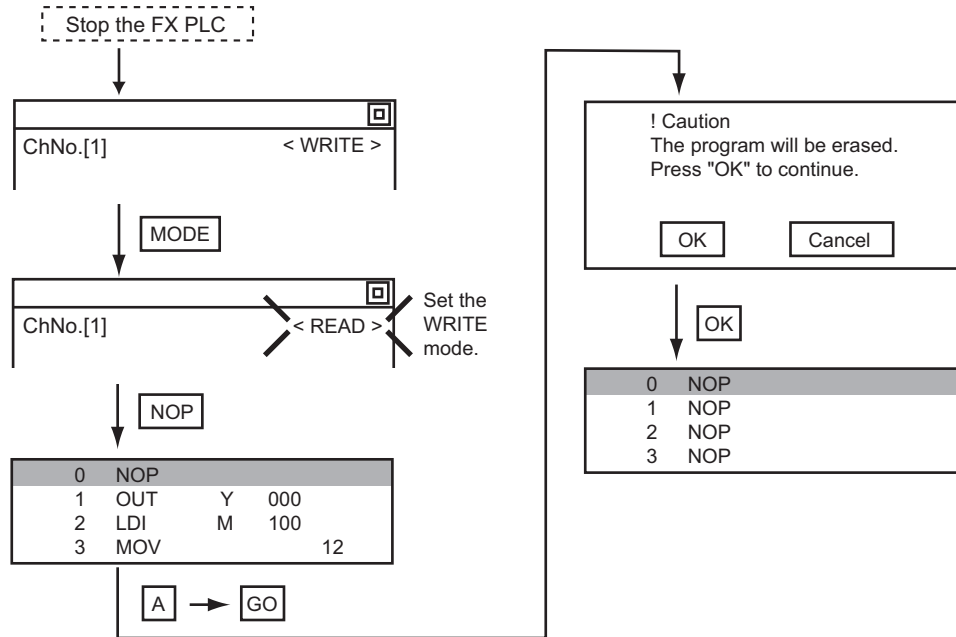 Stop the FX PLC
ChNo.[1] < WRITE >
MODE
ChNo.[1] < READ >
Set the
WRITE
mode.
NOP
0 NOP
1 OUT Y 000
2 LDI M 100
3 MOV 12
A GO
! Caution
The program will be erased.
Press "OK" to continue.
OK Cancel
OK
0 NOP
1 NOP
2 NOP
3 NOP